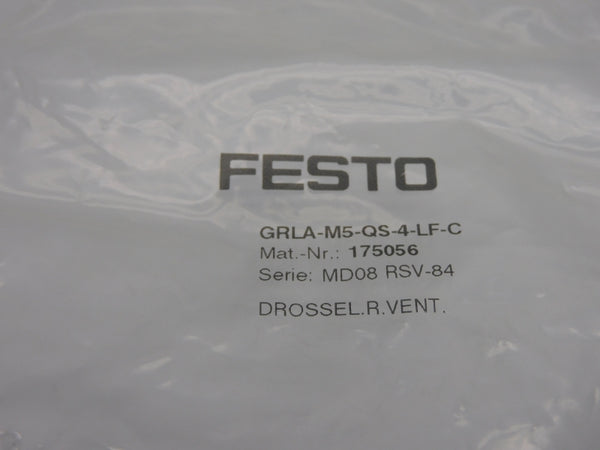 FESTO
GRLA-M5-QS-4-LF-C
Mat.-Nr.: 175056
Serie: MD08 RSV-84
DROSSEL.R.VENT.